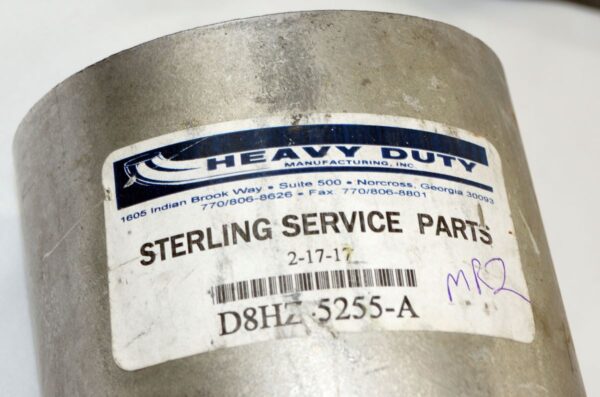 HEAVY DUTY
MANUFACTURING, INC.
1605 Indian Brook Way • Suite 500 • Norcross, Georgia 30093
770/806-8626 • Fax 770/806-8801
STERLING SERVICE PARTS
2-17-17
MR2
D8HZ-5255-A